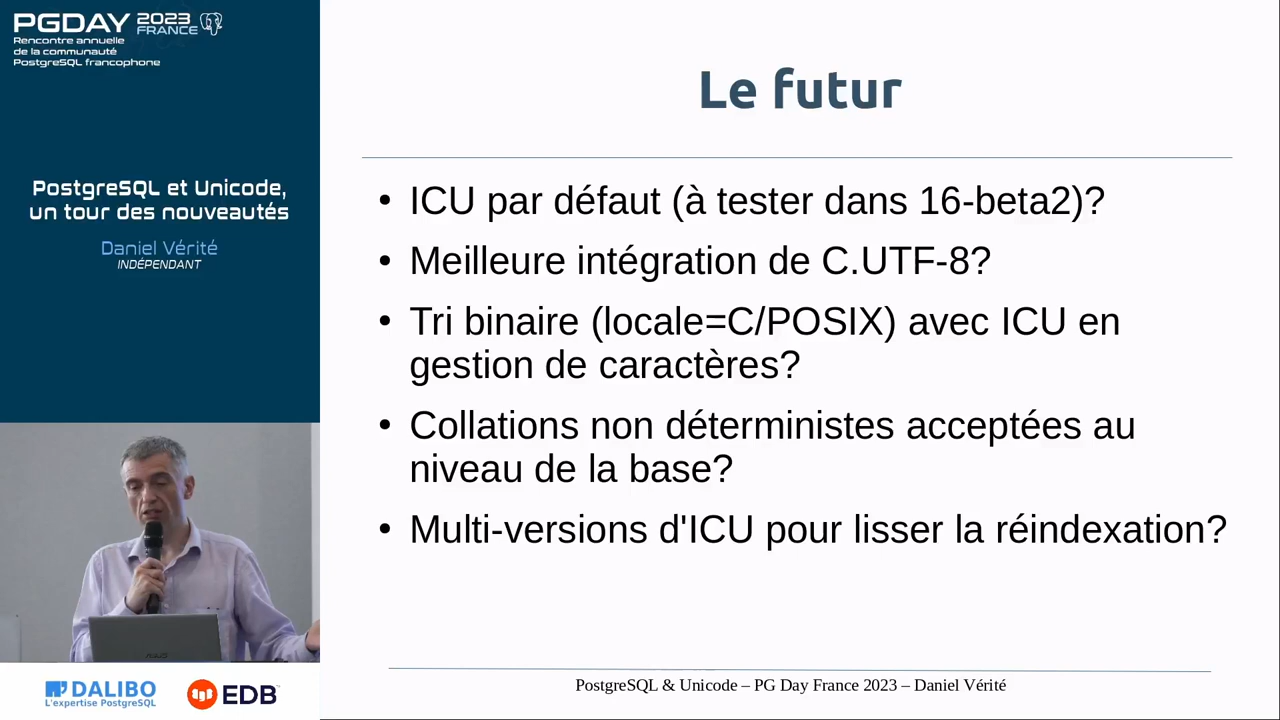 PGDAY 2023 FRANCE
Rencontre annuelle
de la communauté
PostgreSQL francophone
PostgreSQL et Unicode,
un tour des nouveautés
Daniel Vérité
INDÉPENDANT
DALIBO
L'expertise PostgreSQL
EDB
Le futur
• ICU par défaut (à tester dans 16-beta2)?
• Meilleure intégration de C.UTF-8?
• Tri binaire (locale=C/POSIX) avec ICU en
gestion de caractères?
• Collations non déterministes acceptées au
niveau de la base?
• Multi-versions d'ICU pour lisser la réindexation?
PostgreSQL & Unicode – PG Day France 2023 – Daniel Vérité